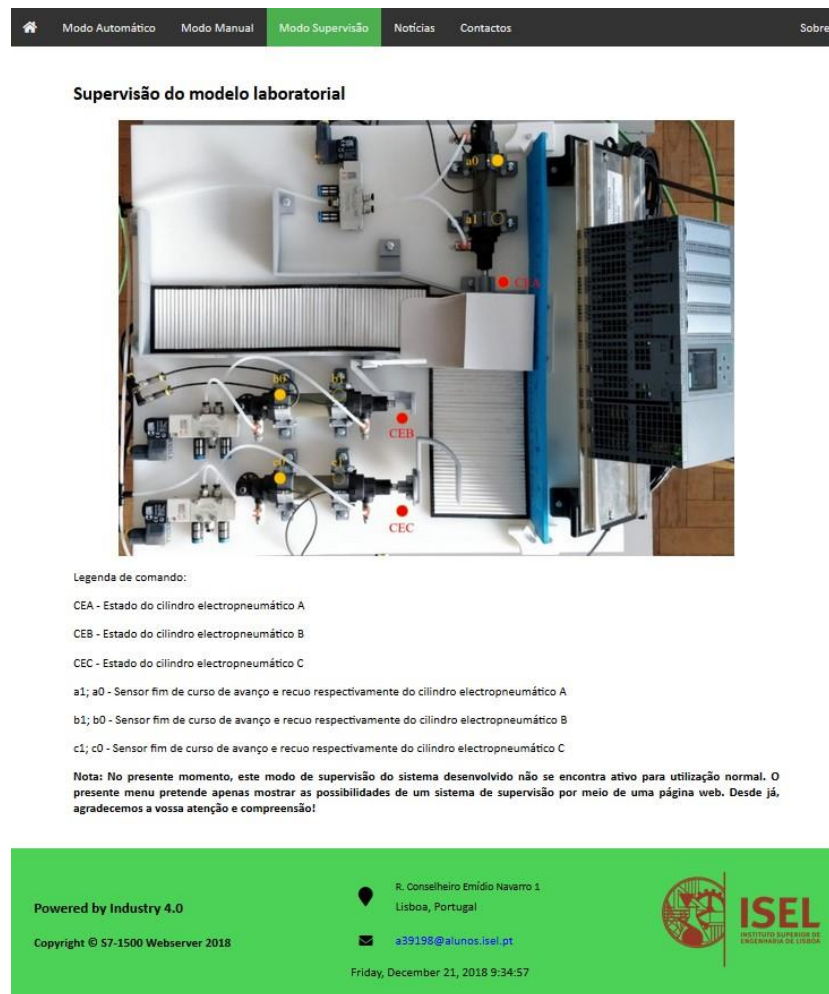 Modo Automático Modo Manual Modo Supervisão Notícias Contactos Sobre
Supervisão do modelo laboratorial
a0
a1
CEA
b0 b1
CEB
c0 c1
CEC
Legenda de comando:
CEA - Estado do cilindro electropneumático A
CEB - Estado do cilindro electropneumático B
CEC - Estado do cilindro electropneumático C
a1; a0 - Sensor fim de curso de avanço e recuo respectivamente do cilindro electropneumático A
b1; b0 - Sensor fim de curso de avanço e recuo respectivamente do cilindro electropneumático B
c1; c0 - Sensor fim de curso de avanço e recuo respectivamente do cilindro electropneumático C
Nota: No presente momento, este modo de supervisão do sistema desenvolvido não se encontra ativo para utilização normal. O
presente menu pretende apenas mostrar as possibilidades de um sistema de supervisão por meio de uma página web. Desde já,
agradecemos a vossa atenção e compreensão!
Powered by Industry 4.0
Copyright © S7-1500 Webserver 2018
R. Conselheiro Emídio Navarro 1
Lisboa, Portugal
a39198@alunos.isel.pt
Friday, December 21, 2018 9:34:57
ISEL
INSTITUTO SUPERIOR DE
ENGENHARIA DE LISBOA